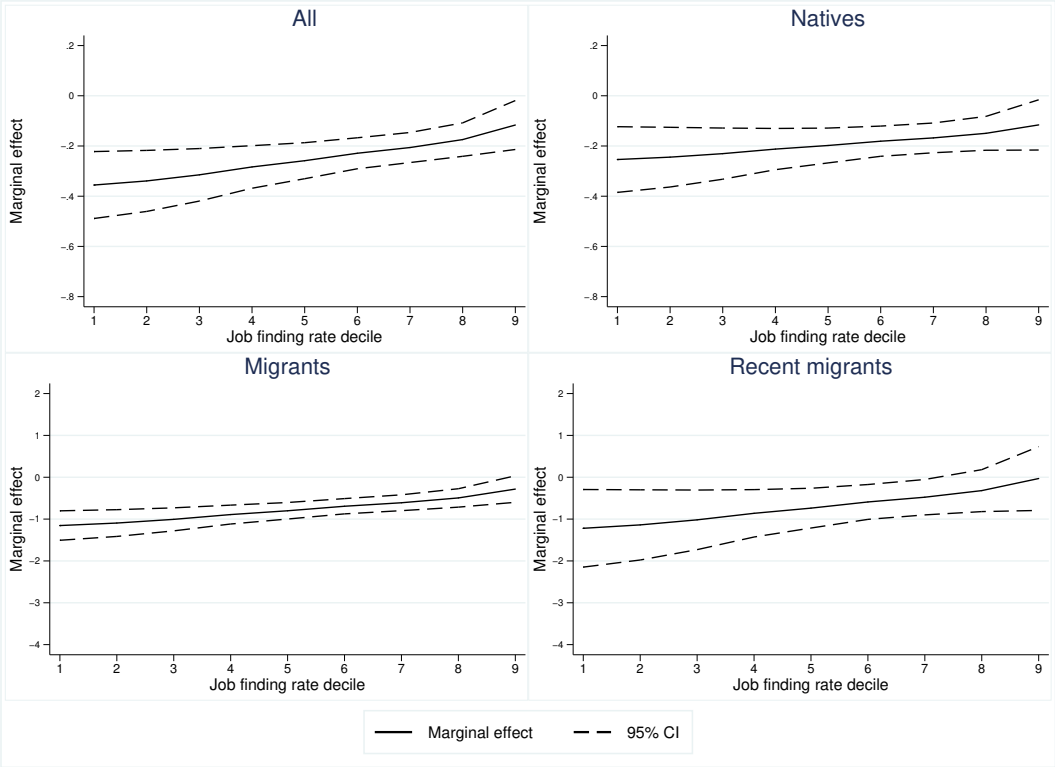 All
Marginal effect
.2
0
-.2
-.4
-.6
-.8
1 2 3 4 5 6 7 8 9
Job finding rate decile
Natives
Marginal effect
.2
0
-.2
-.4
-.6
-.8
1 2 3 4 5 6 7 8 9
Job finding rate decile
Migrants
Marginal effect
2
1
0
-1
-2
-3
-4
1 2 3 4 5 6 7 8 9
Job finding rate decile
Recent migrants
Marginal effect
2
1
0
-1
-2
-3
-4
1 2 3 4 5 6 7 8 9
Job finding rate decile
Marginal effect 95% CI